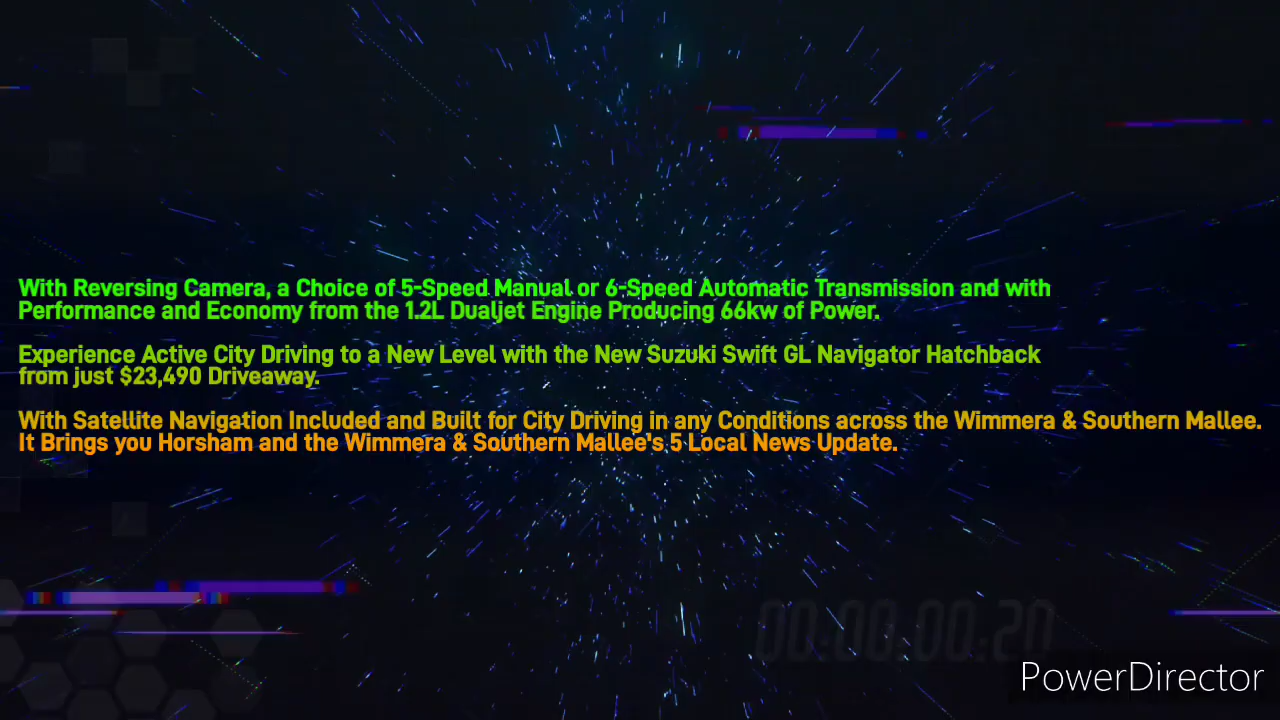 With Reversing Camera, a Choice of 5-Speed Manual or 6-Speed Automatic Transmission and with
Performance and Economy from the 1.2L Dualjet Engine Producing 66kw of Power.
Experience Active City Driving to a New Level with the New Suzuki Swift GL Navigator Hatchback
from just $23,490 Driveaway.
With Satellite Navigation Included and Built for City Driving in any Conditions across the Wimmera & Southern Mallee.
It Brings you Horsham and the Wimmera & Southern Mallee's 5 Local News Update.
00:00:00:20
PowerDirector